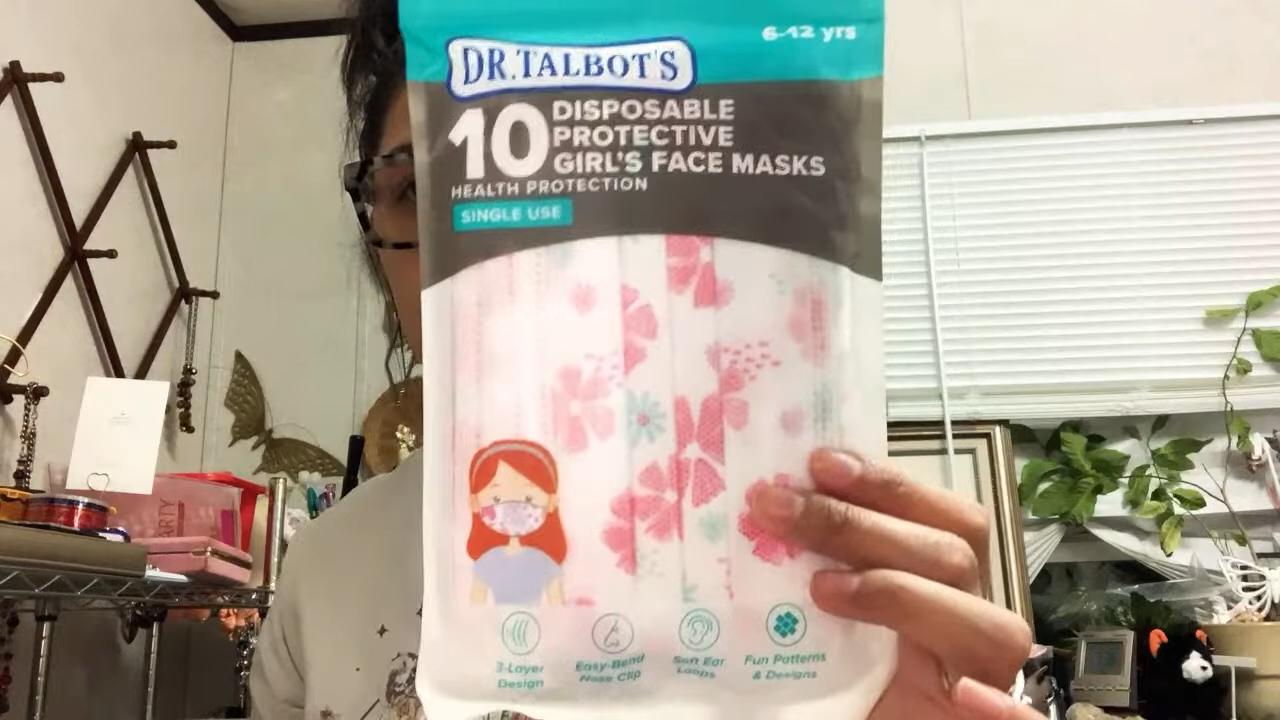 6-12 yrs
DR. TALBOT'S
10 DISPOSABLE
PROTECTIVE
GIRL'S FACE MASKS
HEALTH PROTECTION
SINGLE USE
3-Layer
Design
Easy-Bend
Nose Clip
Soft Ear
Loops
Fun Patterns
& Designs
ARTY